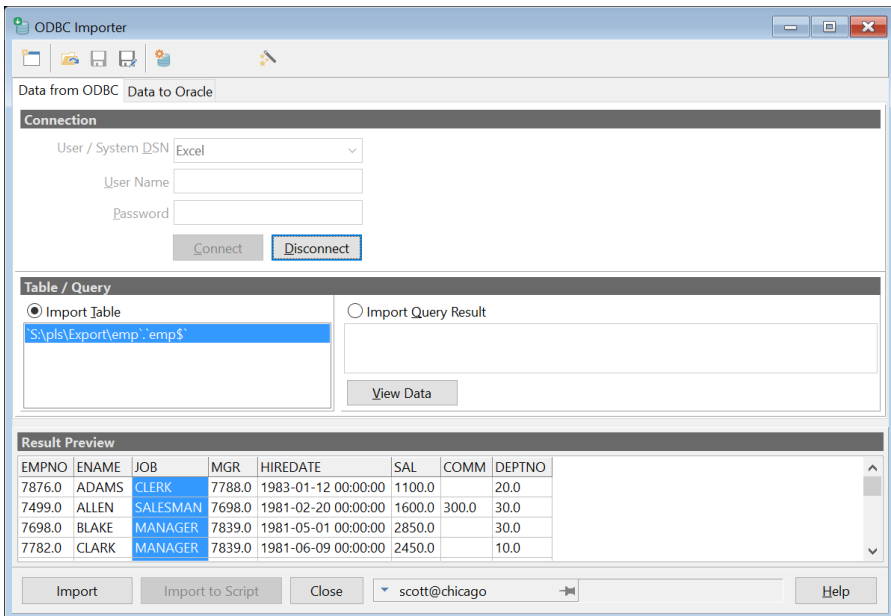 ODBC Importer
Data from ODBC Data to Oracle
Connection
User / System DSN Excel
User Name
Password
Connect Disconnect
Table / Query
Import Table Import Query Result
`S:\pls\Export\emp`.`emp$`
View Data
Result Preview
EMPNO ENAME JOB MGR HIREDATE SAL COMM DEPTNO
7876.0 ADAMS CLERK 7788.0 1983-01-12 00:00:00 1100.0 20.0
7499.0 ALLEN SALESMAN 7698.0 1981-02-20 00:00:00 1600.0 300.0 30.0
7698.0 BLAKE MANAGER 7839.0 1981-05-01 00:00:00 2850.0 30.0
7782.0 CLARK MANAGER 7839.0 1981-06-09 00:00:00 2450.0 10.0
Import Import to Script Close scott@chicago Help